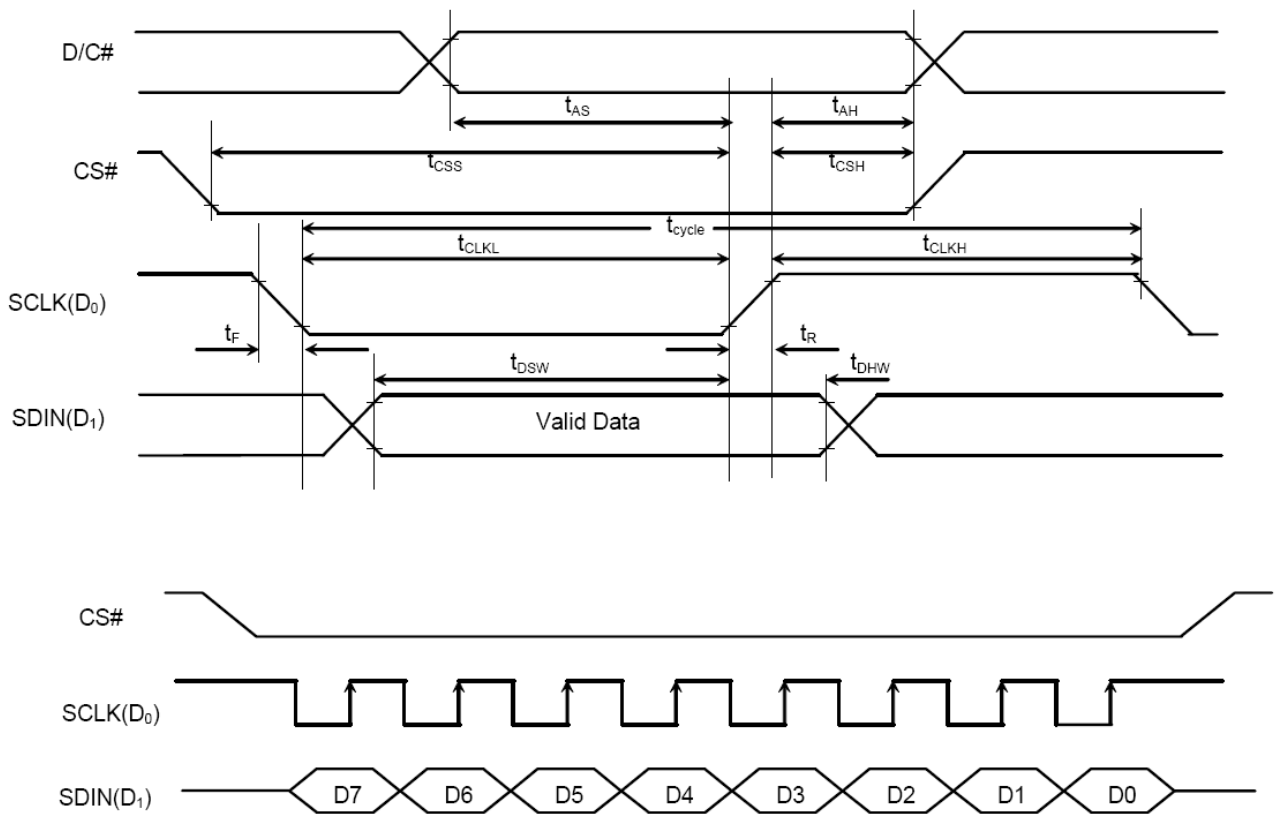 D/C#
tAS
tAH
CS#
tCSS
tCSH
tcycle
tCLKL
tCLKH
SCLK(D0)
tF
tR
tDSW
tDHW
SDIN(D1)
Valid Data
CS#
SCLK(D0)
SDIN(D1)
D7 D6 D5 D4 D3 D2 D1 D0